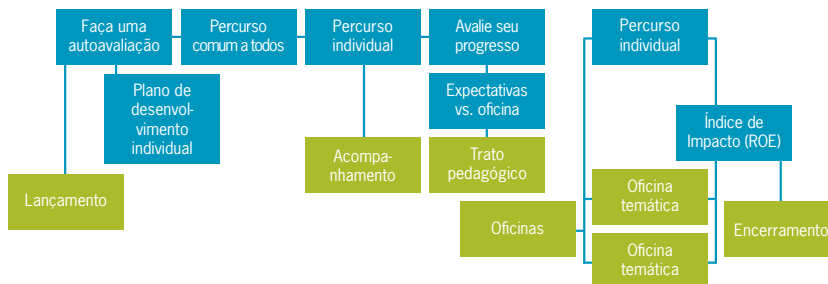 Faça uma
autoavaliação
Percurso
comum a todos
Percurso
individual
Avalie seu
progresso
Percurso
individual
Plano de
desenvol-
vimento
individual
Expectativas
vs. oficina
Índice de
Impacto (ROE)
Acompa-
nhamento
Trato
pedagógico
Lançamento
Oficinas
Oficina
temática
Oficina
temática
Encerramento